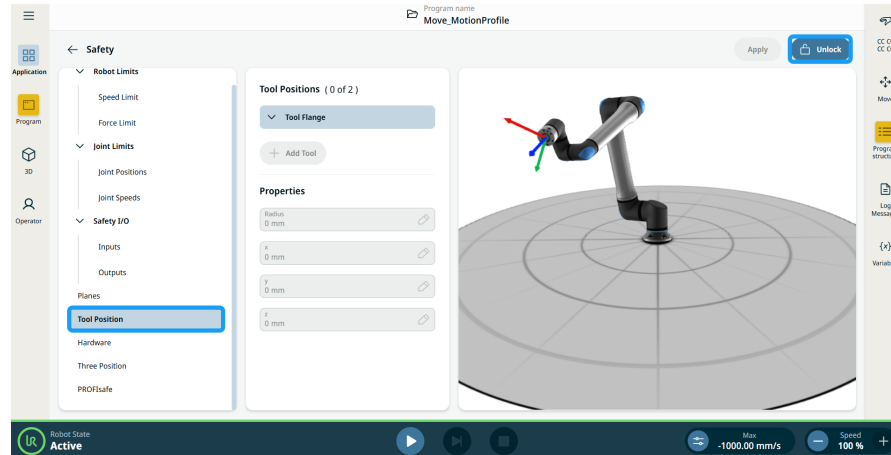 Program name
Move_MotionProfile
Safety
Apply
Unlock
Application
Program
3D
Operator
Robot Limits
Speed Limit
Force Limit
Joint Limits
Joint Positions
Joint Speeds
Safety I/O
Inputs
Outputs
Planes
Tool Position
Hardware
Three Position
PROFIsafe
Tool Positions ( 0 of 2 )
Tool Flange
Add Tool
Properties
Radius
0 mm
x
0 mm
y
0 mm
z
0 mm
Move
Log
{x}
UR
Robot State
Active
Max
-1000.00 mm/s
Speed
100 %